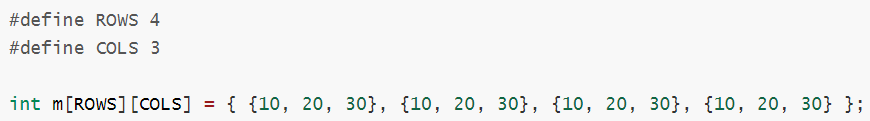 #define ROWS 4
#define COLS 3
int m[ROWS][COLS] = { {10, 20, 30}, {10, 20, 30}, {10, 20, 30}, {10, 20, 30} };